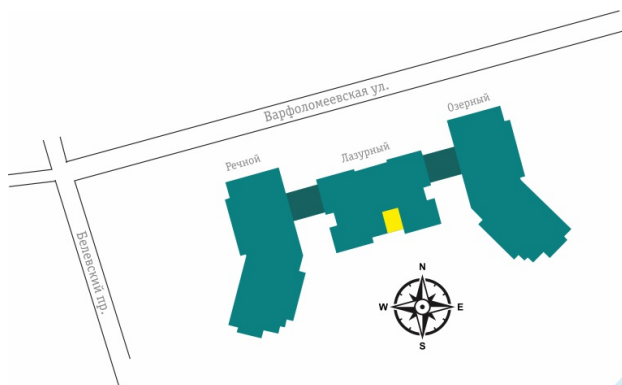 Варфоломеевская ул.
Озерный
Лазурный
Речной
Белевский пр.
N
W
E
S